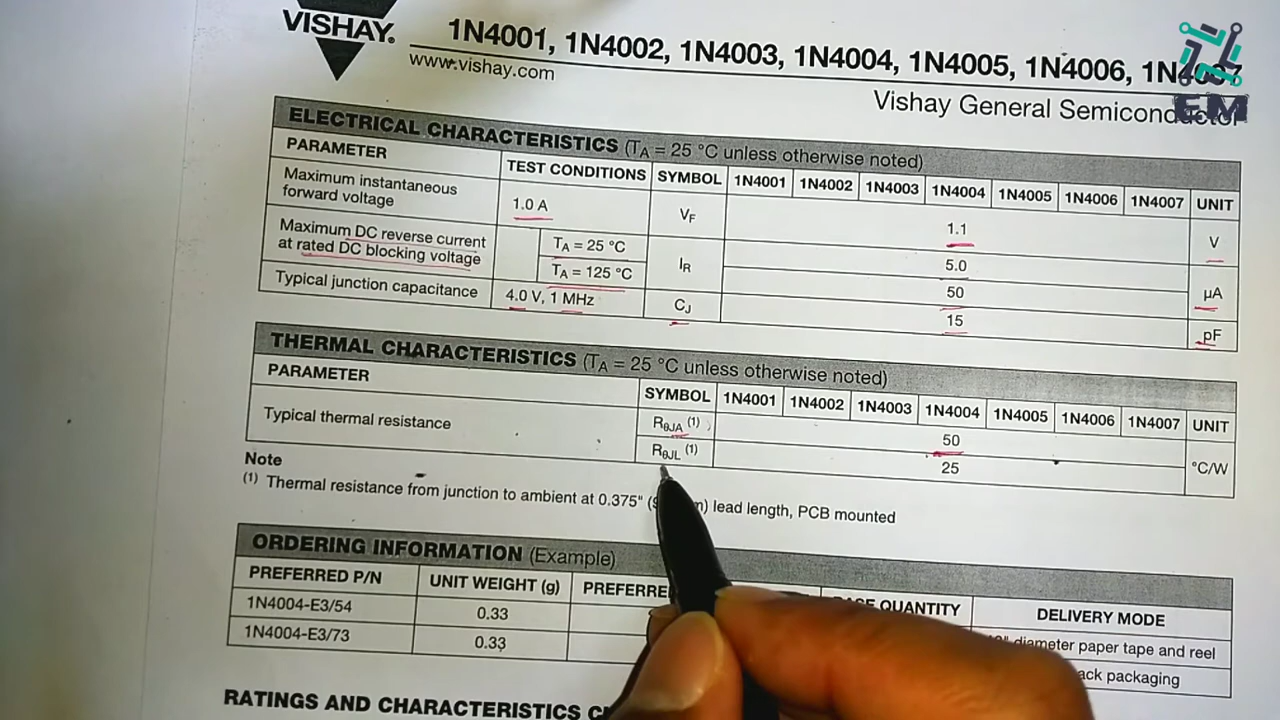 VISHAY.
1N4001, 1N4002, 1N4003, 1N4004, 1N4005, 1N4006, 1N4007
www.vishay.com
Vishay General Semiconductor
EM
ELECTRICAL CHARACTERISTICS (TA = 25 °C unless otherwise noted)
PARAMETER TEST CONDITIONS SYMBOL 1N4001 1N4002 1N4003 1N4004 1N4005 1N4006 1N4007 UNIT
Maximum instantaneous
forward voltage 1.0 A VF 1.1 V
Maximum DC reverse current
at rated DC blocking voltage TA = 25 °C IR 5.0 µA
TA = 125 °C 50
Typical junction capacitance 4.0 V, 1 MHz CJ 15 pF
THERMAL CHARACTERISTICS (TA = 25 °C unless otherwise noted)
PARAMETER SYMBOL 1N4001 1N4002 1N4003 1N4004 1N4005 1N4006 1N4007 UNIT
Typical thermal resistance RθJA (1) 50 °C/W
RθJL (1) 25
Note
(1) Thermal resistance from junction to ambient at 0.375" lead length, PCB mounted
ORDERING INFORMATION (Example)
PREFERRED P/N UNIT WEIGHT (g) QUANTITY DELIVERY MODE
1N4004-E3/54 0.33 diameter paper tape and reel
1N4004-E3/73 0.33 packaging
RATINGS AND CHARACTERISTICS